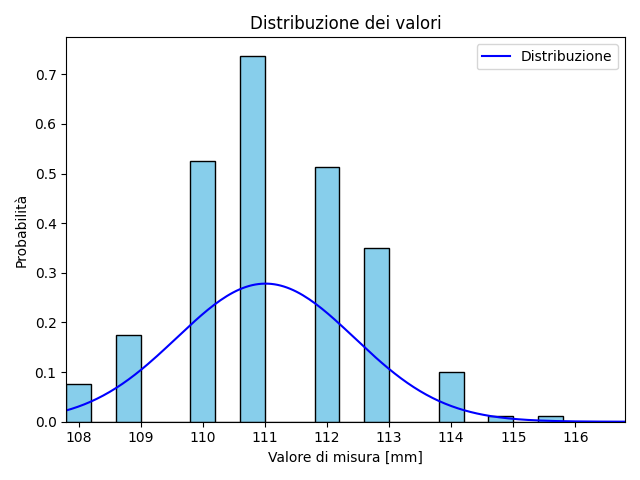 Distribuzione dei valori
Distribuzione
0.7
0.6
0.5
0.4
0.3
0.2
0.1
0.0
Probabilità
108 109 110 111 112 113 114 115 116
Valore di misura [mm]